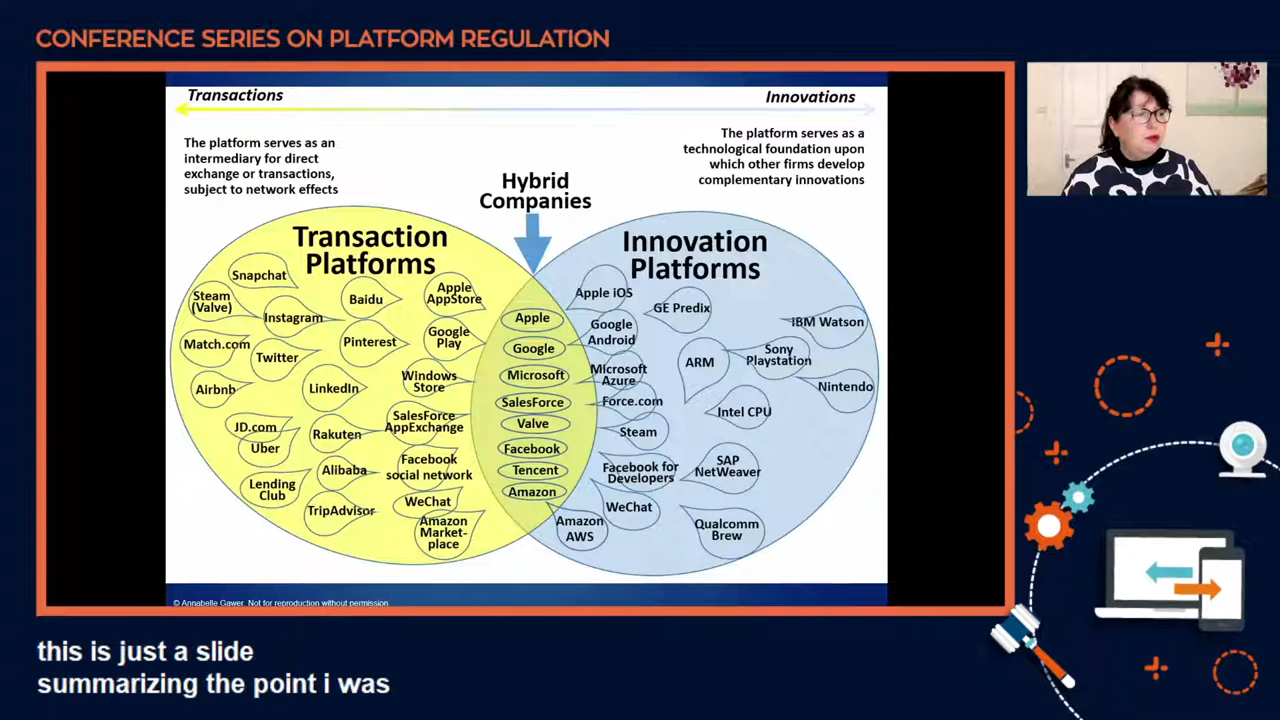 CONFERENCE SERIES ON PLATFORM REGULATION
Transactions
Innovations
The platform serves as an
intermediary for direct
exchange or transactions,
subject to network effects
The platform serves as a
technological foundation upon
which other firms develop
complementary innovations
Hybrid
Companies
Transaction
Platforms
Snapchat
Steam
(Valve)
Instagram
Baidu
Apple
AppStore
Match.com
Twitter
Pinterest
Google
Play
Airbnb
LinkedIn
Windows
Store
JD.com
Uber
Rakuten
SalesForce
AppExchange
Lending
Club
Alibaba
Facebook
social network
TripAdvisor
WeChat
Amazon
Market-
place
Apple
Google
Microsoft
SalesForce
Valve
Facebook
Tencent
Amazon
Innovation
Platforms
Apple iOS
GE Predix
IBM Watson
Google
Android
ARM
Sony
Playstation
Microsoft
Azure
Nintendo
Force.com
Intel CPU
Steam
Facebook for
Developers
SAP
NetWeaver
WeChat
Amazon
AWS
Qualcomm
Brew
© Annabelle Gawer. Not for reproduction without permission
this is just a slide
summarizing the point i was